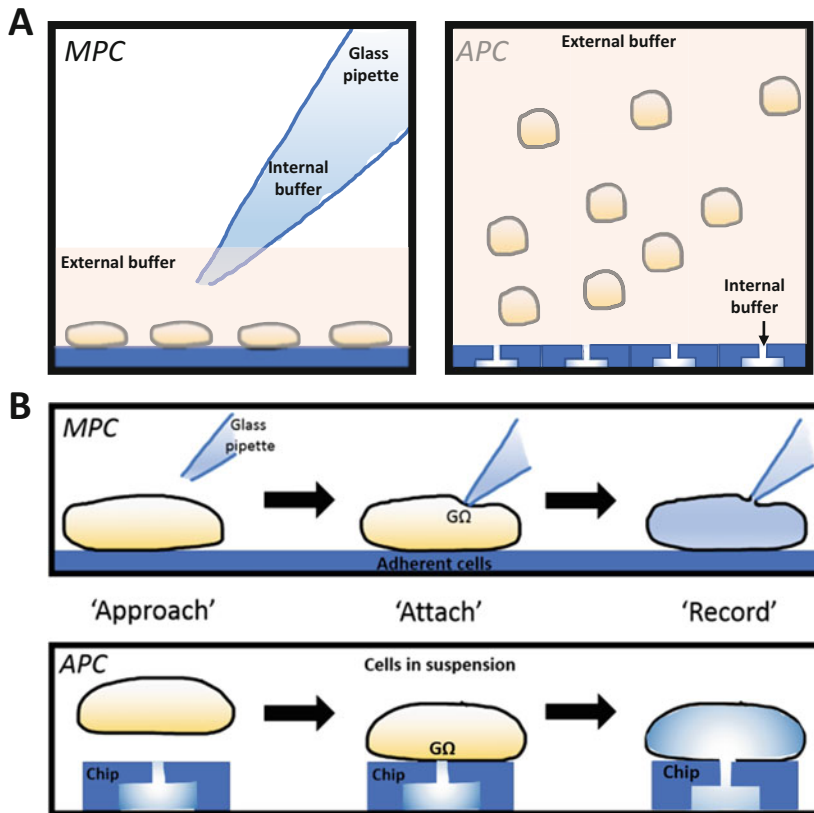 A
MPC
Glass
pipette
Internal
buffer
External buffer
APC
External buffer
Internal
buffer
B
MPC
Glass
pipette
GΩ
Adherent cells
'Approach'
'Attach'
'Record'
APC
Cells in suspension
GΩ
Chip
Chip
Chip